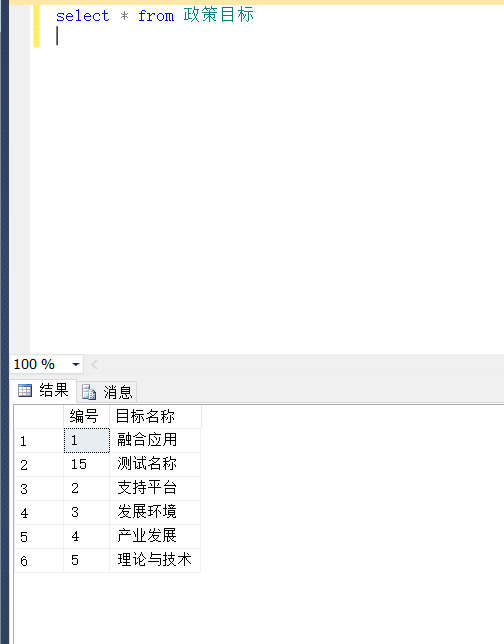 select * from 政策目标
100 %
结果 消息
编号 目标名称
1 1 融合应用
2 15 测试名称
3 2 支持平台
4 3 发展环境
5 4 产业发展
6 5 理论与技术